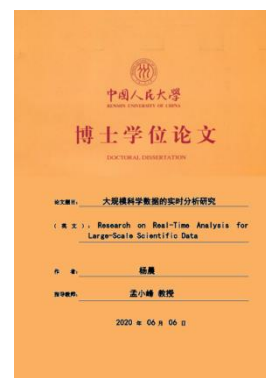 中国人民大学
RENMIN UNIVERSITY OF CHINA
博士学位论文
DOCTORAL DISSERTATION
论文题目: 大规模科学数据的实时分析研究
( 英 文 ): Research on Real-Time Analysis for
Large-Scale Scientific Data
作 者: 杨晨
指导教师: 孟小峰 教授
2020 年 06 月 06 日